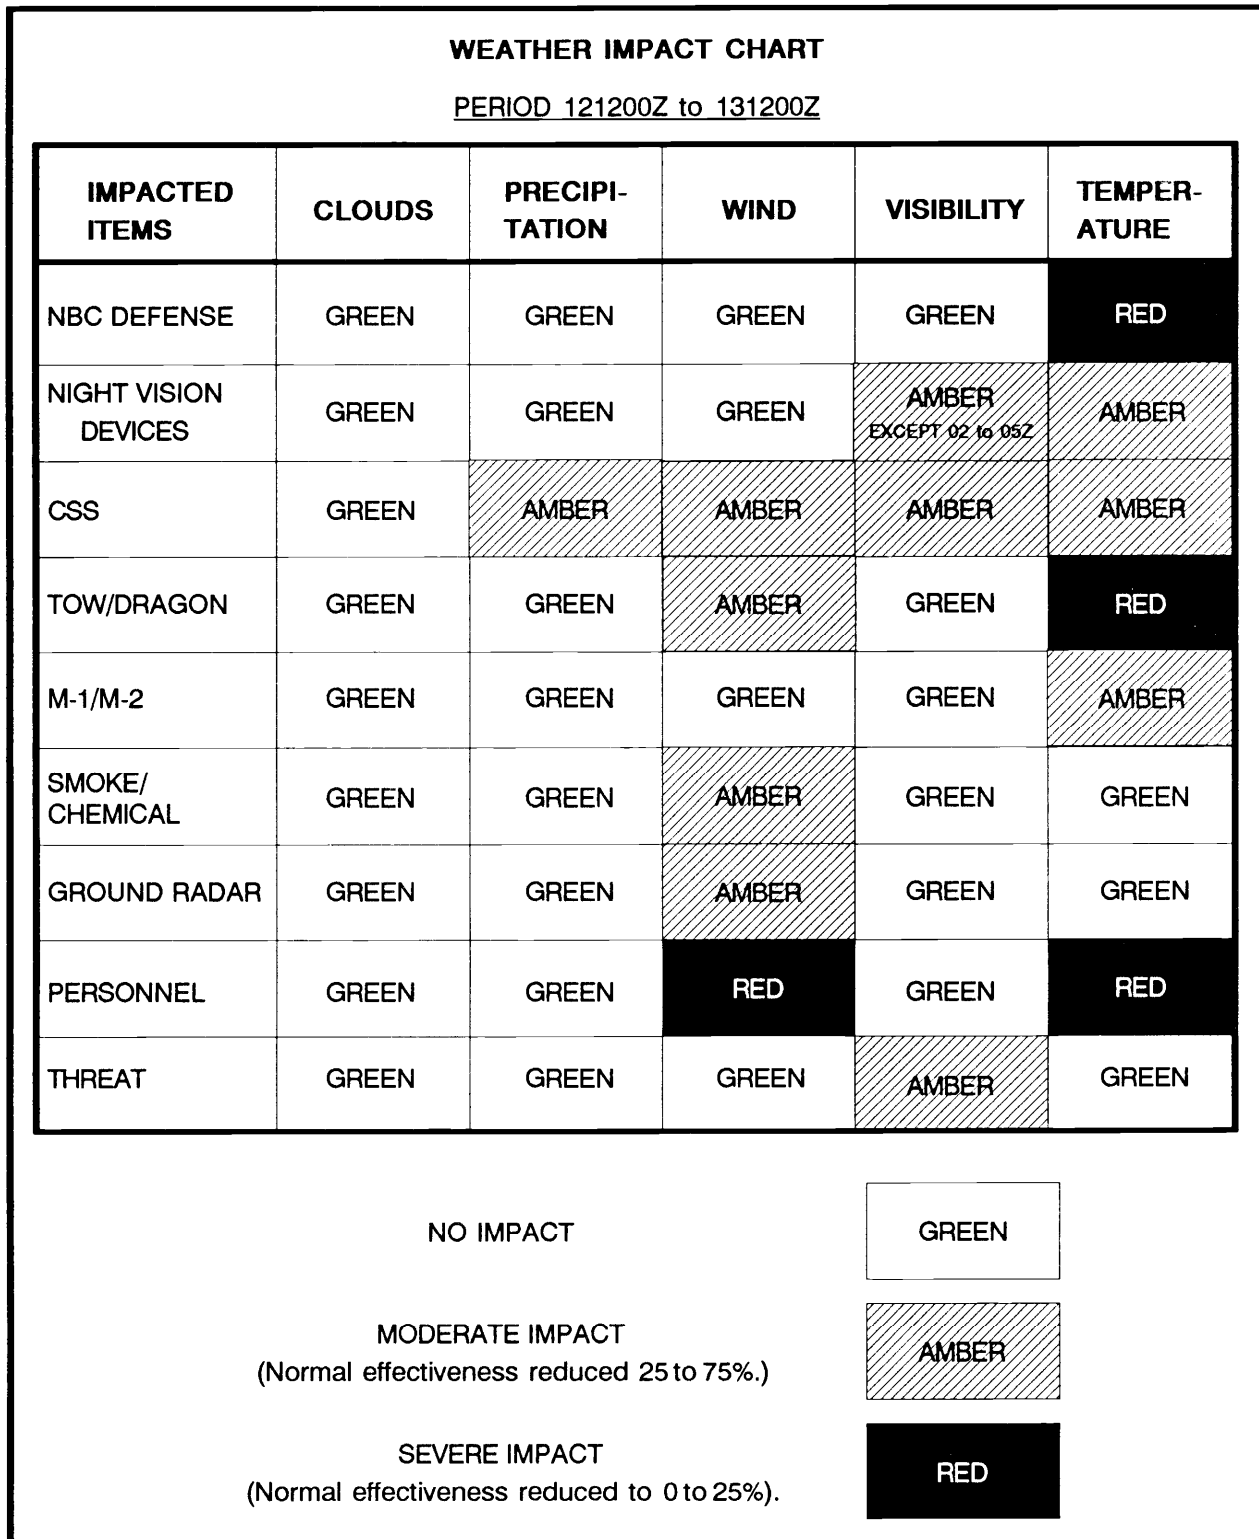 WEATHER IMPACT CHART
PERIOD 121200Z to 131200Z
IMPACTED ITEMS CLOUDS PRECIPI-TATION WIND VISIBILITY TEMPER-ATURE
NBC DEFENSE GREEN GREEN GREEN GREEN RED
NIGHT VISION DEVICES GREEN GREEN GREEN AMBER EXCEPT 02 to 05Z AMBER
CSS GREEN AMBER AMBER AMBER AMBER
TOW/DRAGON GREEN GREEN AMBER GREEN RED
M-1/M-2 GREEN GREEN GREEN GREEN AMBER
SMOKE/CHEMICAL GREEN GREEN AMBER GREEN GREEN
GROUND RADAR GREEN GREEN AMBER GREEN GREEN
PERSONNEL GREEN GREEN RED GREEN RED
THREAT GREEN GREEN GREEN AMBER GREEN
NO IMPACT GREEN
MODERATE IMPACT
(Normal effectiveness reduced 25 to 75%.) AMBER
SEVERE IMPACT
(Normal effectiveness reduced to 0 to 25%). RED